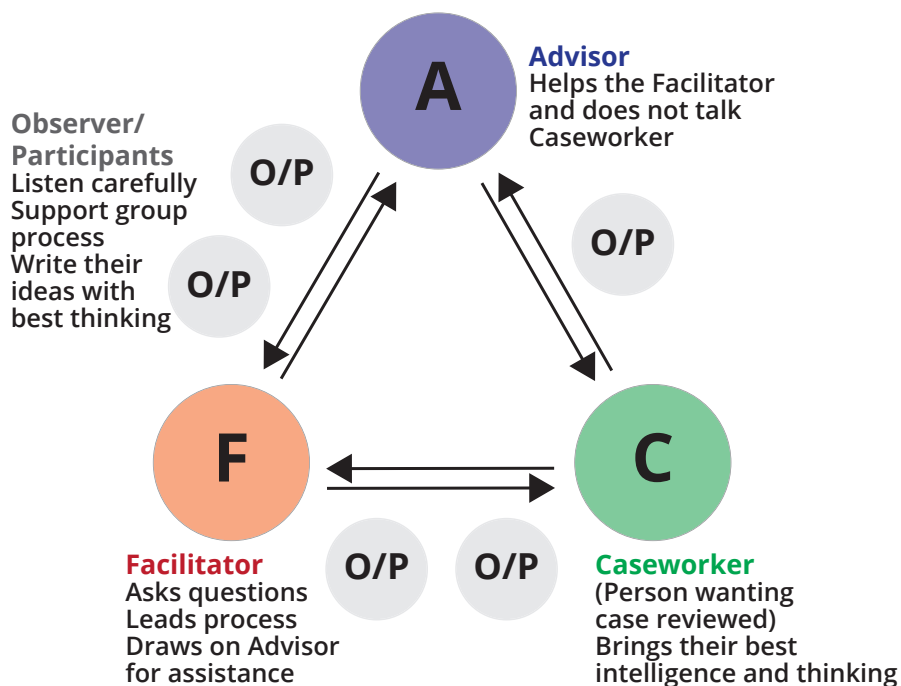 A
Advisor
Helps the Facilitator
and does not talk
Caseworker
Observer/
Participants
Listen carefully
Support group
process
Write their
ideas with
best thinking
O/P
O/P
O/P
F
C
Facilitator
Asks questions
Leads process
Draws on Advisor
for assistance
O/P
O/P
Caseworker
(Person wanting
case reviewed)
Brings their best
intelligence and thinking